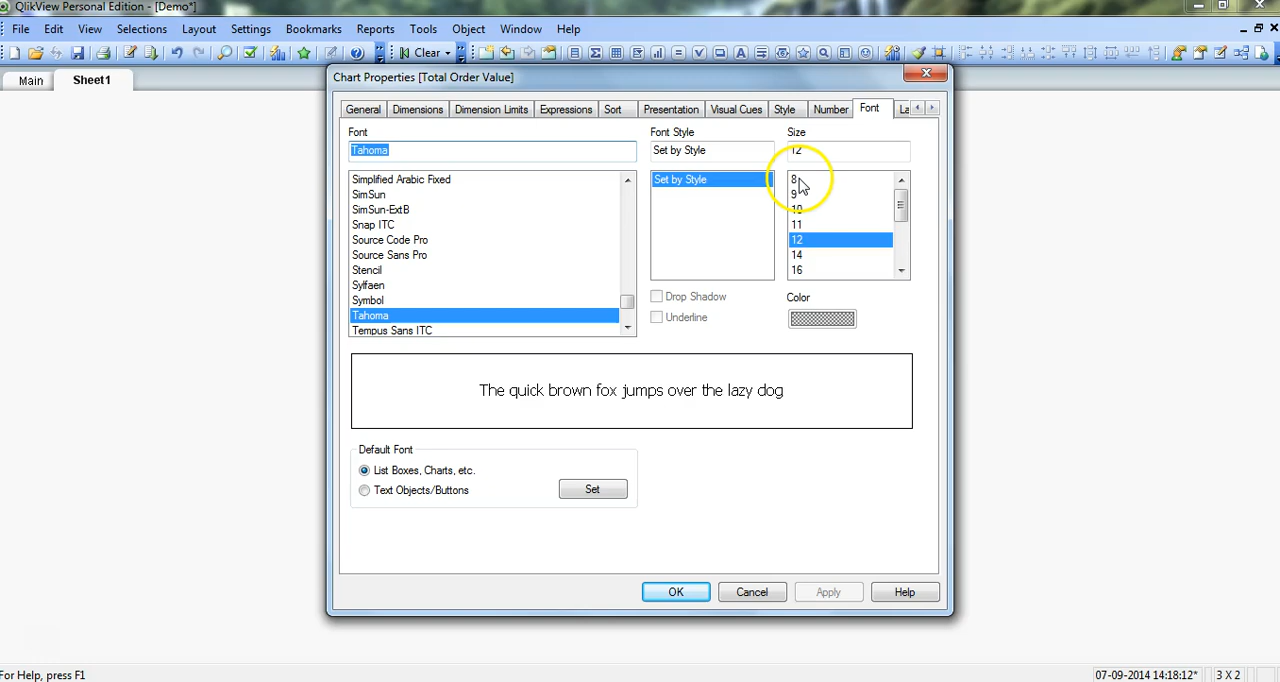 QlikView Personal Edition - [Demo*]
File Edit View Selections Layout Settings Bookmarks Reports Tools Object Window Help
Clear
Main Sheet1
Chart Properties [Total Order Value]
General Dimensions Dimension Limits Expressions Sort Presentation Visual Cues Style Number Font La
Font Font Style Size
Tahoma Set by Style 12
Simplified Arabic Fixed Set by Style 8
SimSun 9
SimSun-ExtB 10
Snap ITC 11
Source Code Pro 12
Source Sans Pro 14
Stencil 16
Sylfaen
Symbol
Tahoma
Tempus Sans ITC
Drop Shadow Color
Underline
The quick brown fox jumps over the lazy dog
Default Font
List Boxes, Charts, etc.
Text Objects/Buttons Set
OK Cancel Apply Help
For Help, press F1 07-09-2014 14:18:12* 3 X 2